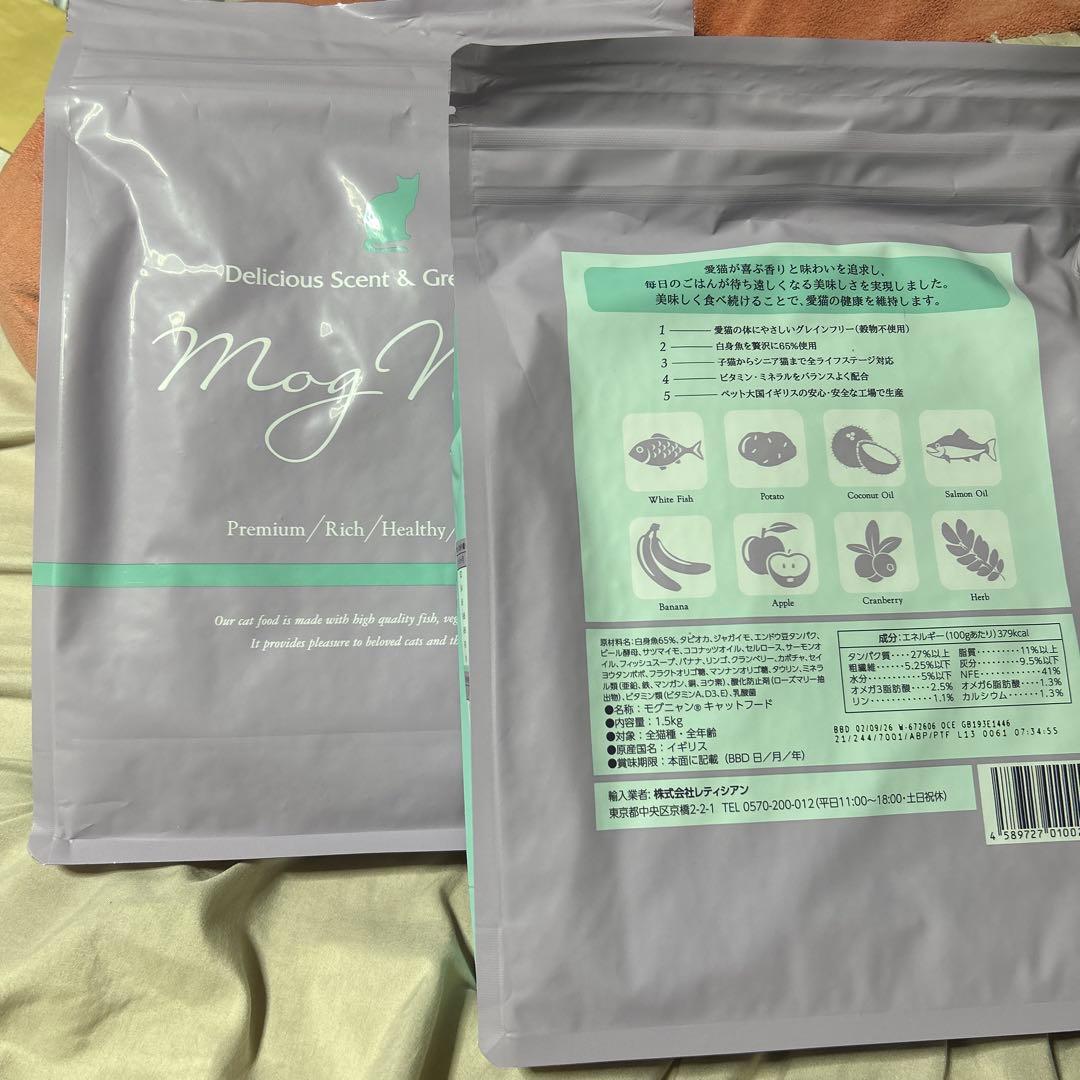 Delicious Scent & Gre
Mog
Premium/Rich/Healthy/
Our cat food is made with high quality fish, veg
It provides pleasure to beloved cats and th
愛猫が喜ぶ香りと味わいを追求し、
毎日のごはんが待ち遠しくなる美味しさを実現しました。
美味しく食べ続けることで、愛猫の健康を維持します。
1 愛猫の体にやさしいグレインフリー（穀物不使用）
2 白身魚を贅沢に65%使用
3 子猫からシニア猫まで全ライフステージ対応
4 ビタミン・ミネラルをバランスよく配合
5 ペット大国イギリスの安心・安全な工場で生産
White Fish Potato Coconut Oil Salmon Oil
Banana Apple Cranberry Herb
原材料名：白身魚65%、タピオカ、ジャガイモ、エンドウ豆タンパク、
ビール酵母、サツマイモ、ココナッツオイル、セルロース、サーモンオ
イル、フィッシュスープ、バナナ、リンゴ、クランベリー、カボチャ、セイ
ヨウタンポポ、フラクトオリゴ糖、マンナンオリゴ糖、タウリン、ミネラ
ル類（亜鉛、鉄、マンガン、銅、ヨウ素）、酸化防止剤（ローズマリー抽
出物）、ビタミン類（ビタミンA、D3、E）、乳酸菌
●名称：モグニャン® キャットフード
●内容量：1.5kg
●対象：全猫種・全年齢
●原産国名：イギリス
●賞味期限：本面に記載（BBD 日／月／年）
成分：エネルギー（100gあたり）379kcal
タンパク質････27%以上 脂質････････11%以上
粗繊維･････5.25%以下 灰分････････9.5%以下
水分････････5%以下 NFE････････41%
オメガ3脂肪酸････2.5% オメガ6脂肪酸････1.3%
リン････････1.1% カルシウム････1.3%
BBD 02/09/26 W-672606 OCE GB193E1446
21/244/7001/ABP/PTF L13 0061 07:34:55
輸入業者：株式会社レティシアン
東京都中央区京橋2-2-1 TEL 0570-200-012（平日11:00〜18:00・土日祝休）
4 589727 01002